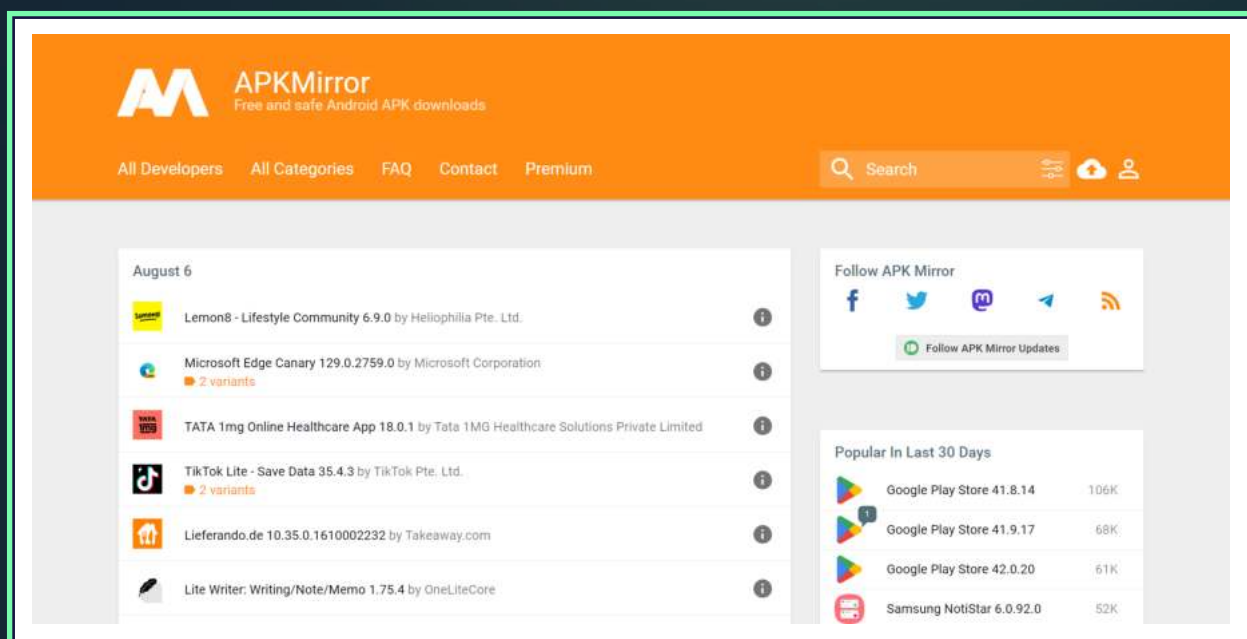 APKMirror
Free and safe Android APK downloads
All Developers All Categories FAQ Contact Premium
Search
August 6
Lemon8 - Lifestyle Community 6.9.0 by Heliophilia Pte. Ltd.
Microsoft Edge Canary 129.0.2759.0 by Microsoft Corporation
2 variants
TATA 1mg Online Healthcare App 18.0.1 by Tata 1MG Healthcare Solutions Private Limited
TikTok Lite - Save Data 35.4.3 by TikTok Pte. Ltd.
2 variants
Lieferando.de 10.35.0.1610002232 by Takeaway.com
Lite Writer: Writing/Note/Memo 1.75.4 by OneLiteCore
Follow APK Mirror
Follow APK Mirror Updates
Popular In Last 30 Days
Google Play Store 41.8.14 106K
1
Google Play Store 41.9.17 68K
Google Play Store 42.0.20 61K
Samsung NotiStar 6.0.92.0 52K